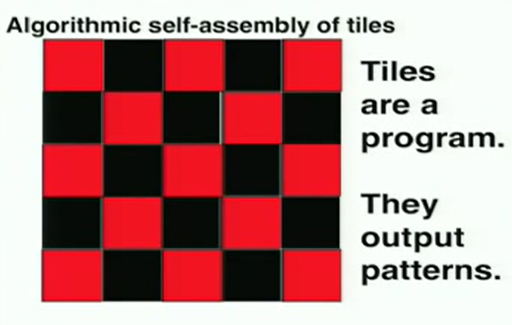 Algorithmic self-assembly of tiles
Tiles
are a
program.
They
output
patterns.